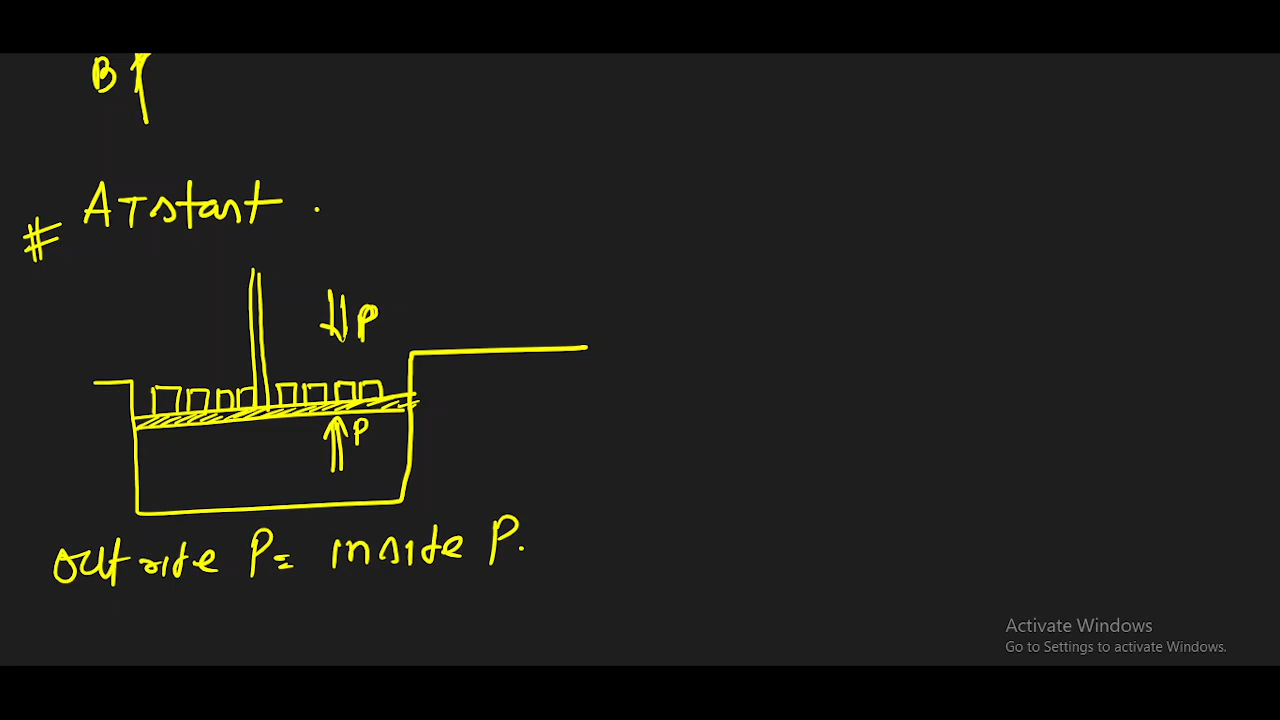 B
# AT start .
P
P
outside P = inside P.
Activate Windows
Go to Settings to activate Windows.